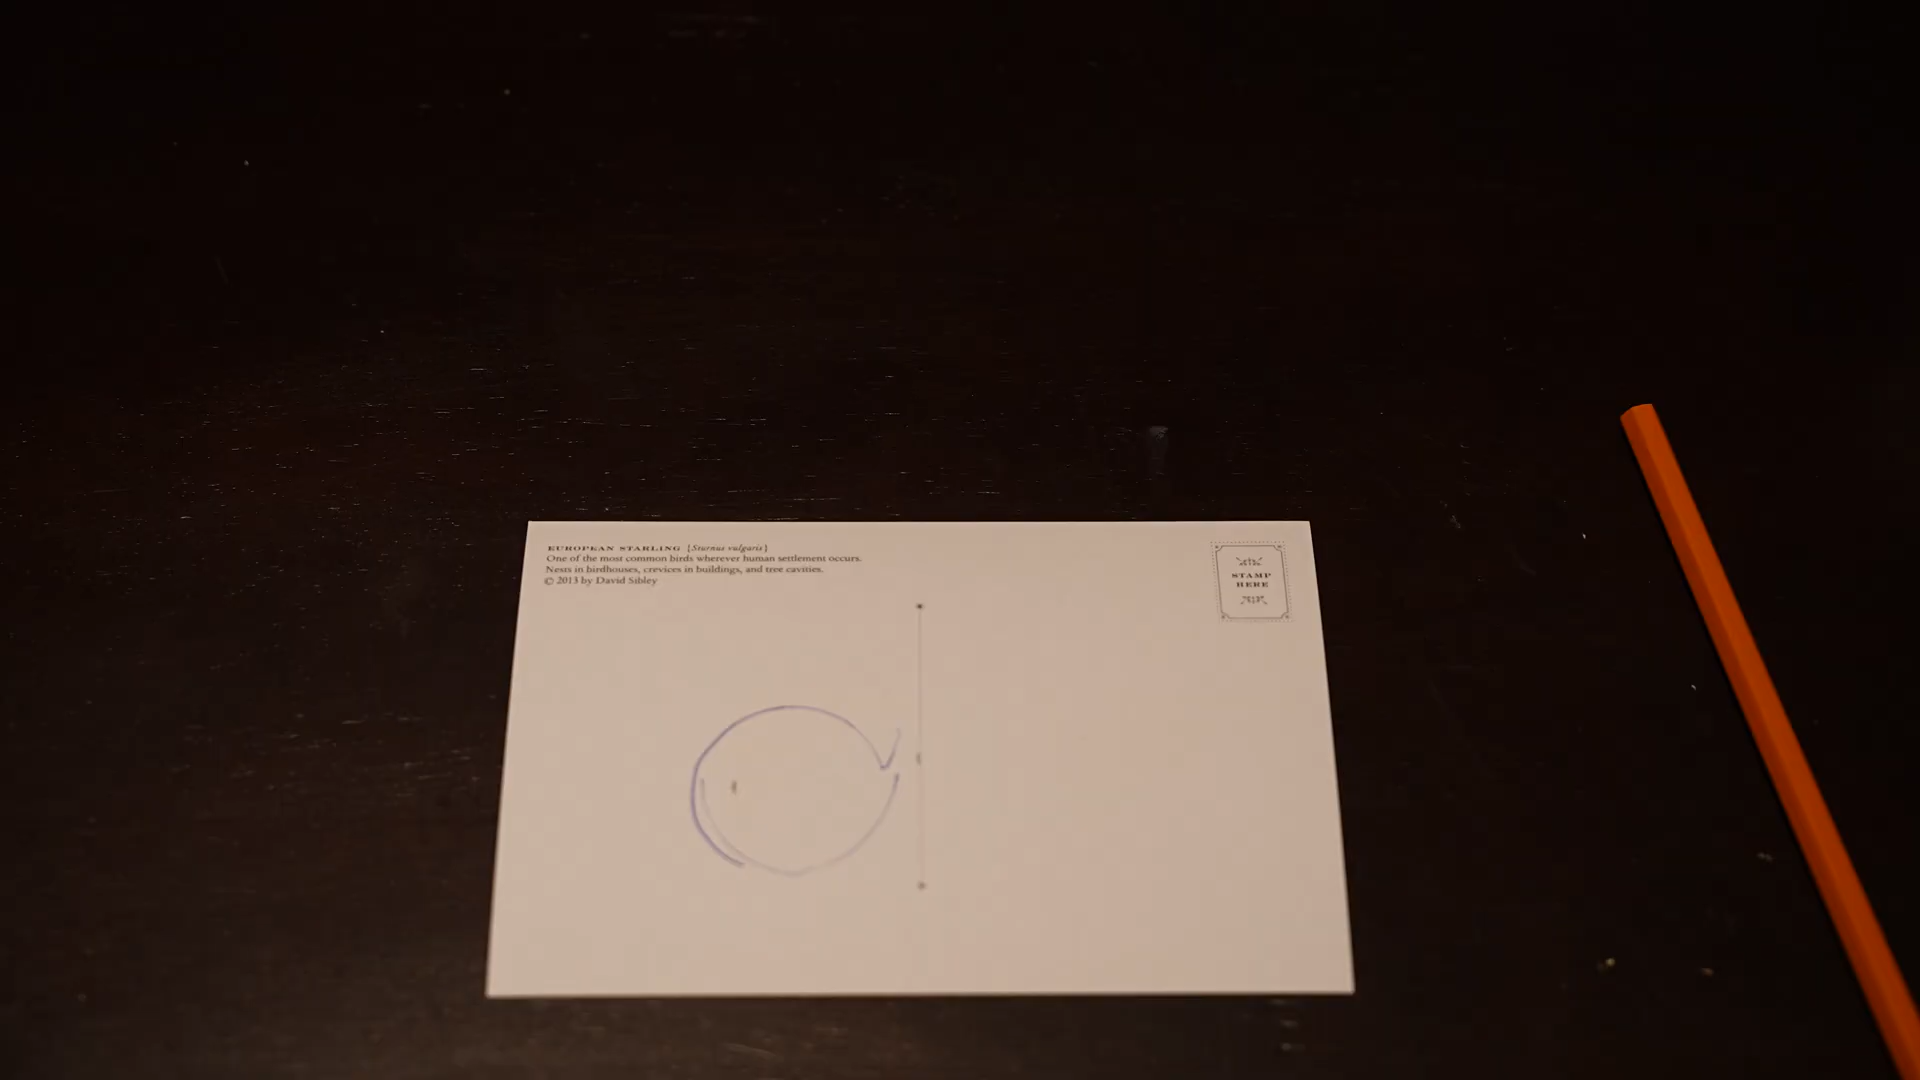 EUROPEAN STARLING {Sturnus vulgaris}
One of the most common birds wherever human settlement occurs.
Nests in birdhouses, crevices in buildings, and tree cavities.
© 2013 by David Sibley
STAMP
HERE